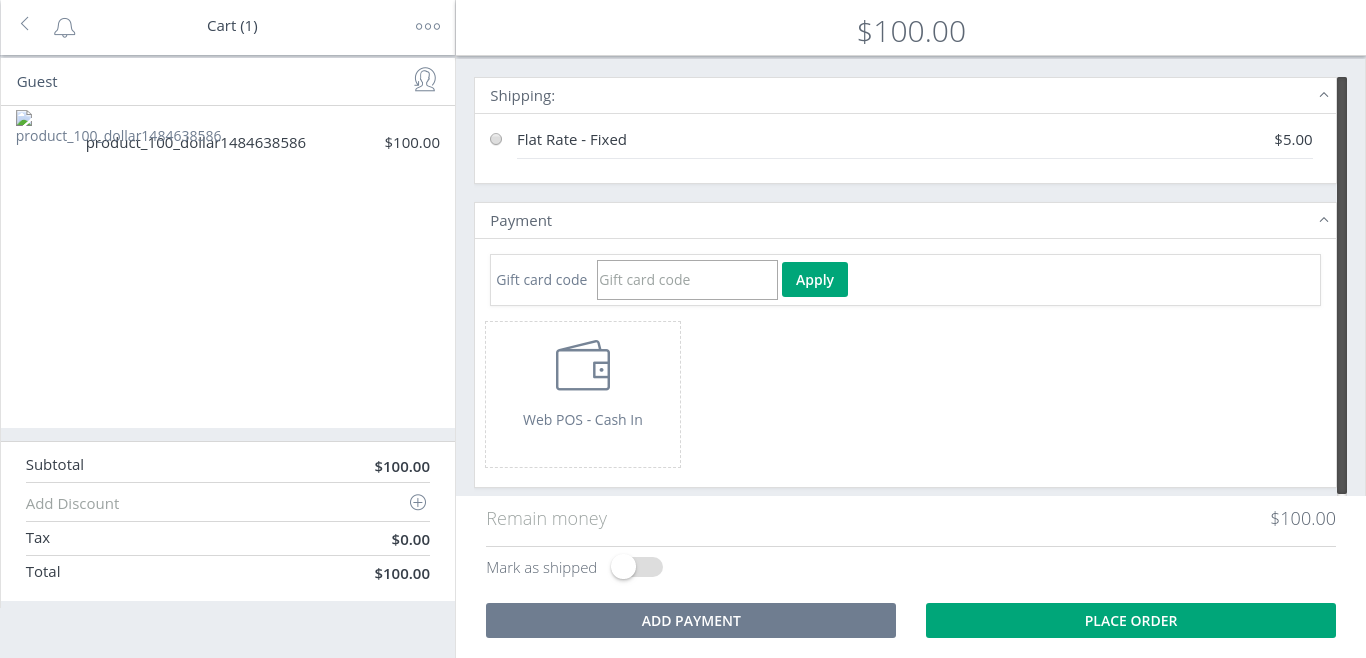 Cart (1)
Guest
product_100_dollar1484638586
product_100_dollar1484638586
$100.00
Subtotal
$100.00
Add Discount
Tax
$0.00
Total
$100.00
$100.00
Shipping:
Flat Rate - Fixed
$5.00
Payment
Gift card code
Gift card code
Apply
Web POS - Cash In
Remain money
$100.00
Mark as shipped
ADD PAYMENT
PLACE ORDER